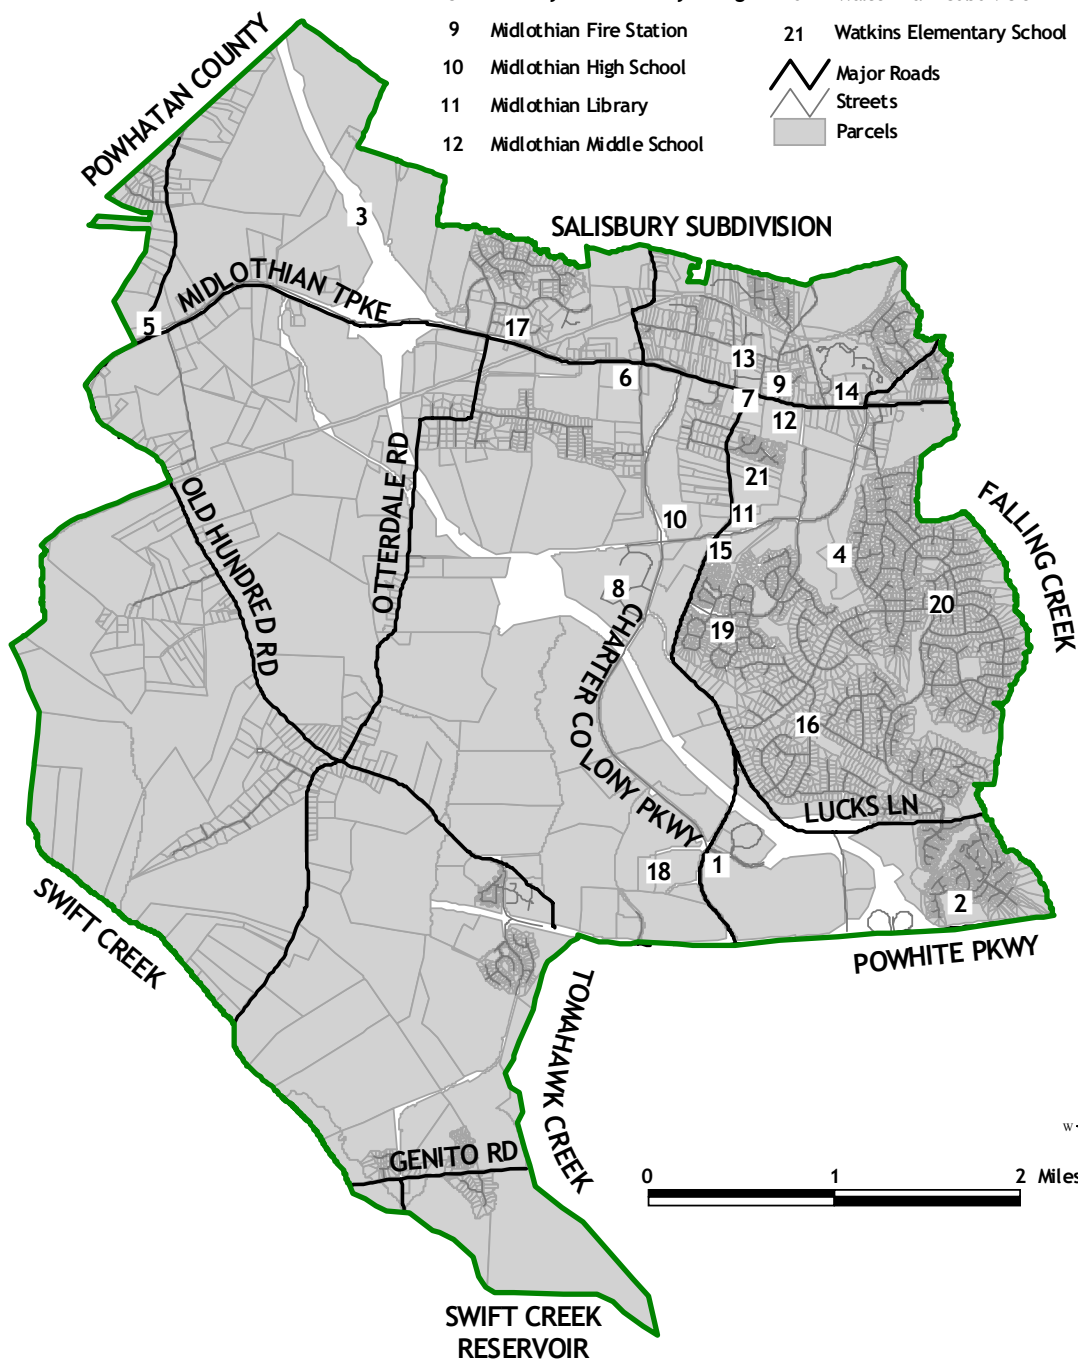 9 Midlothian Fire Station
10 Midlothian High School
11 Midlothian Library
12 Midlothian Middle School
21 Watkins Elementary School
Major Roads
Streets
Parcels
POWHATAN COUNTY
SALISBURY SUBDIVISION
3
MIDLOTHIAN TPKE
5
17
13
6
9
7
14
12
OLD HUNDRED RD
OTTERDALE RD
21
10
11
FALLING CREEK
15
4
8
20
19
CHARTER COLONY PKWY
16
LUCKS LN
18
1
2
SWIFT CREEK
POWHITE PKWY
TOMAHAWK CREEK
GENITO RD
W
0 1 2 Miles
SWIFT CREEK
RESERVOIR